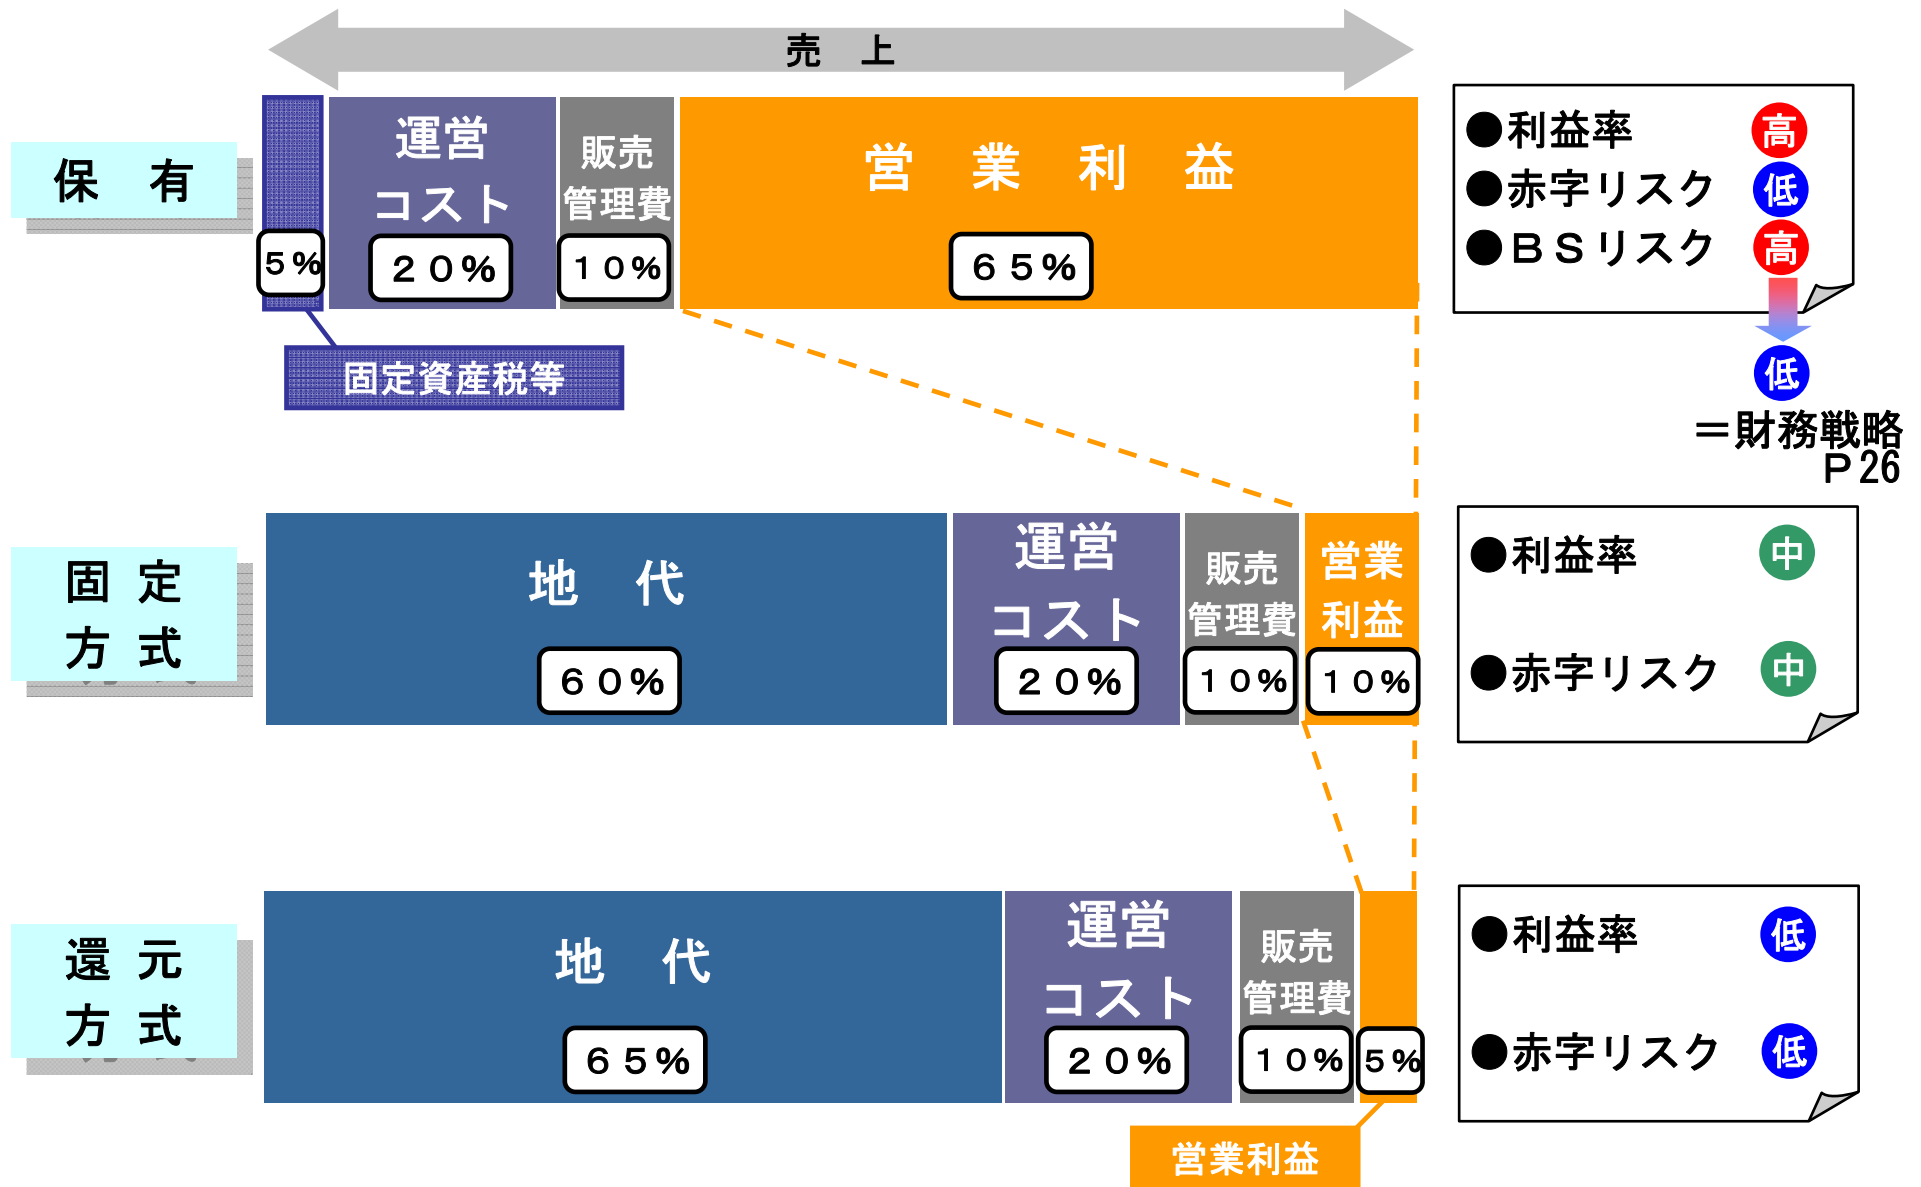 売 上
保 有
運営
コスト
20%
販売
管理費
10%
営 業 利 益
65%
5%
固定資産税等
●利益率 高
●赤字リスク 低
●BSリスク 高
低
=財務戦略
P26
固 定
方 式
地 代
60%
運営
コスト
20%
販売
管理費
10%
営業
利益
10%
●利益率 中
●赤字リスク 中
還 元
方 式
地 代
65%
運営
コスト
20%
販売
管理費
10%
5%
営業利益
●利益率 低
●赤字リスク 低